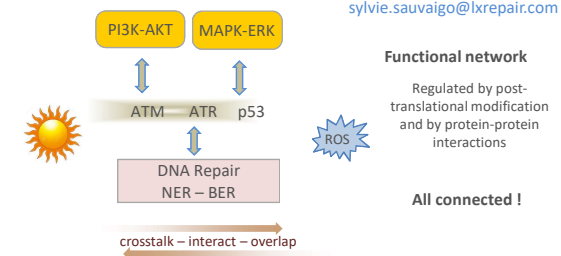 sylvie.sauvaigo@lxrepair.com
PI3K-AKT
MAPK-ERK
Functional network
Regulated by post-
translational modification
and by protein-protein
interactions
ATM ATR p53
ROS
DNA Repair
NER – BER
All connected !
crosstalk – interact – overlap